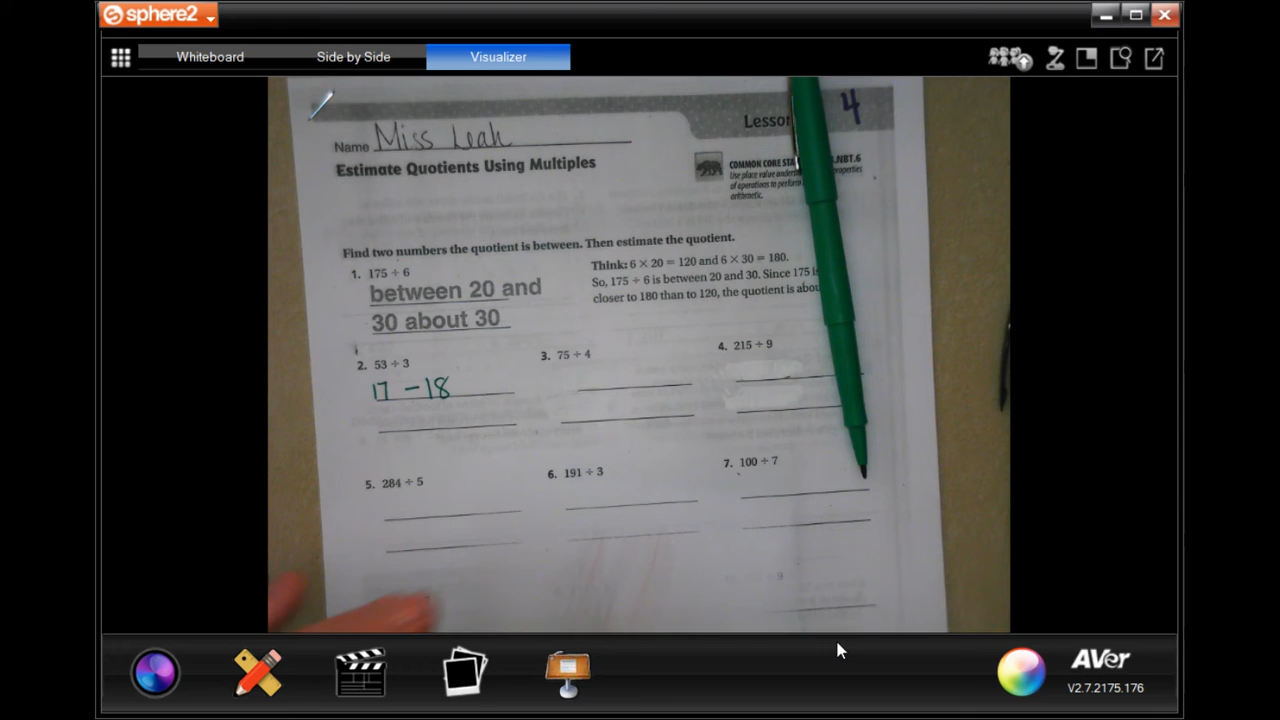 sphere2
Whiteboard Side by Side Visualizer
Lesson 4
Name Miss Leah
Estimate Quotients Using Multiples
COMMON CORE .NBT.6
Use place value properties
of operations to perform
arithmetic.
Find two numbers the quotient is between. Then estimate the quotient.
1. 175 ÷ 6
between 20 and
30 about 30
Think: 6 × 20 = 120 and 6 × 30 = 180.
So, 175 ÷ 6 is between 20 and 30. Since 175
closer to 180 than to 120, the quotient is
2. 53 ÷ 3
17 - 18
3. 75 ÷ 4
4. 215 ÷ 9
5. 284 ÷ 5
6. 191 ÷ 3
7. 100 ÷ 7
AVer
V2.7.2175.176